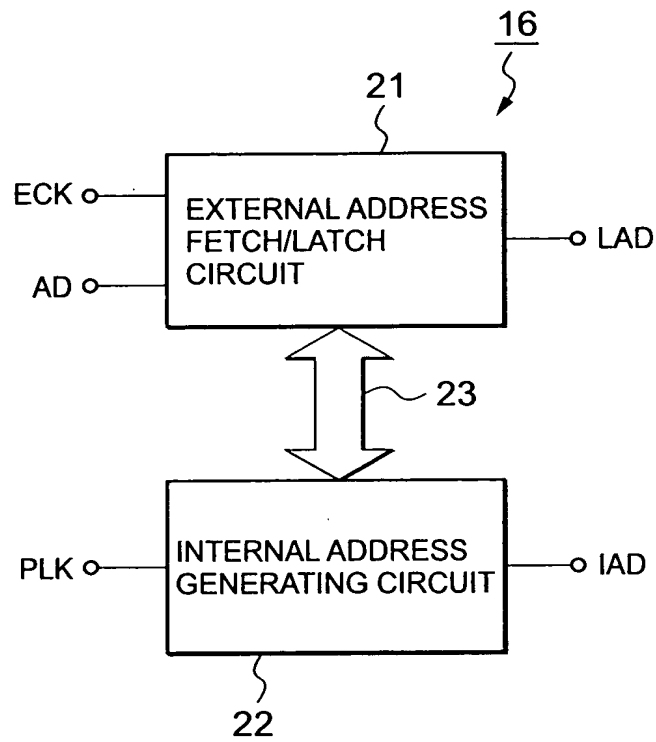 16
21
ECK
EXTERNAL ADDRESS
FETCH/LATCH
CIRCUIT
LAD
AD
23
PLK
INTERNAL ADDRESS
GENERATING CIRCUIT
IAD
22